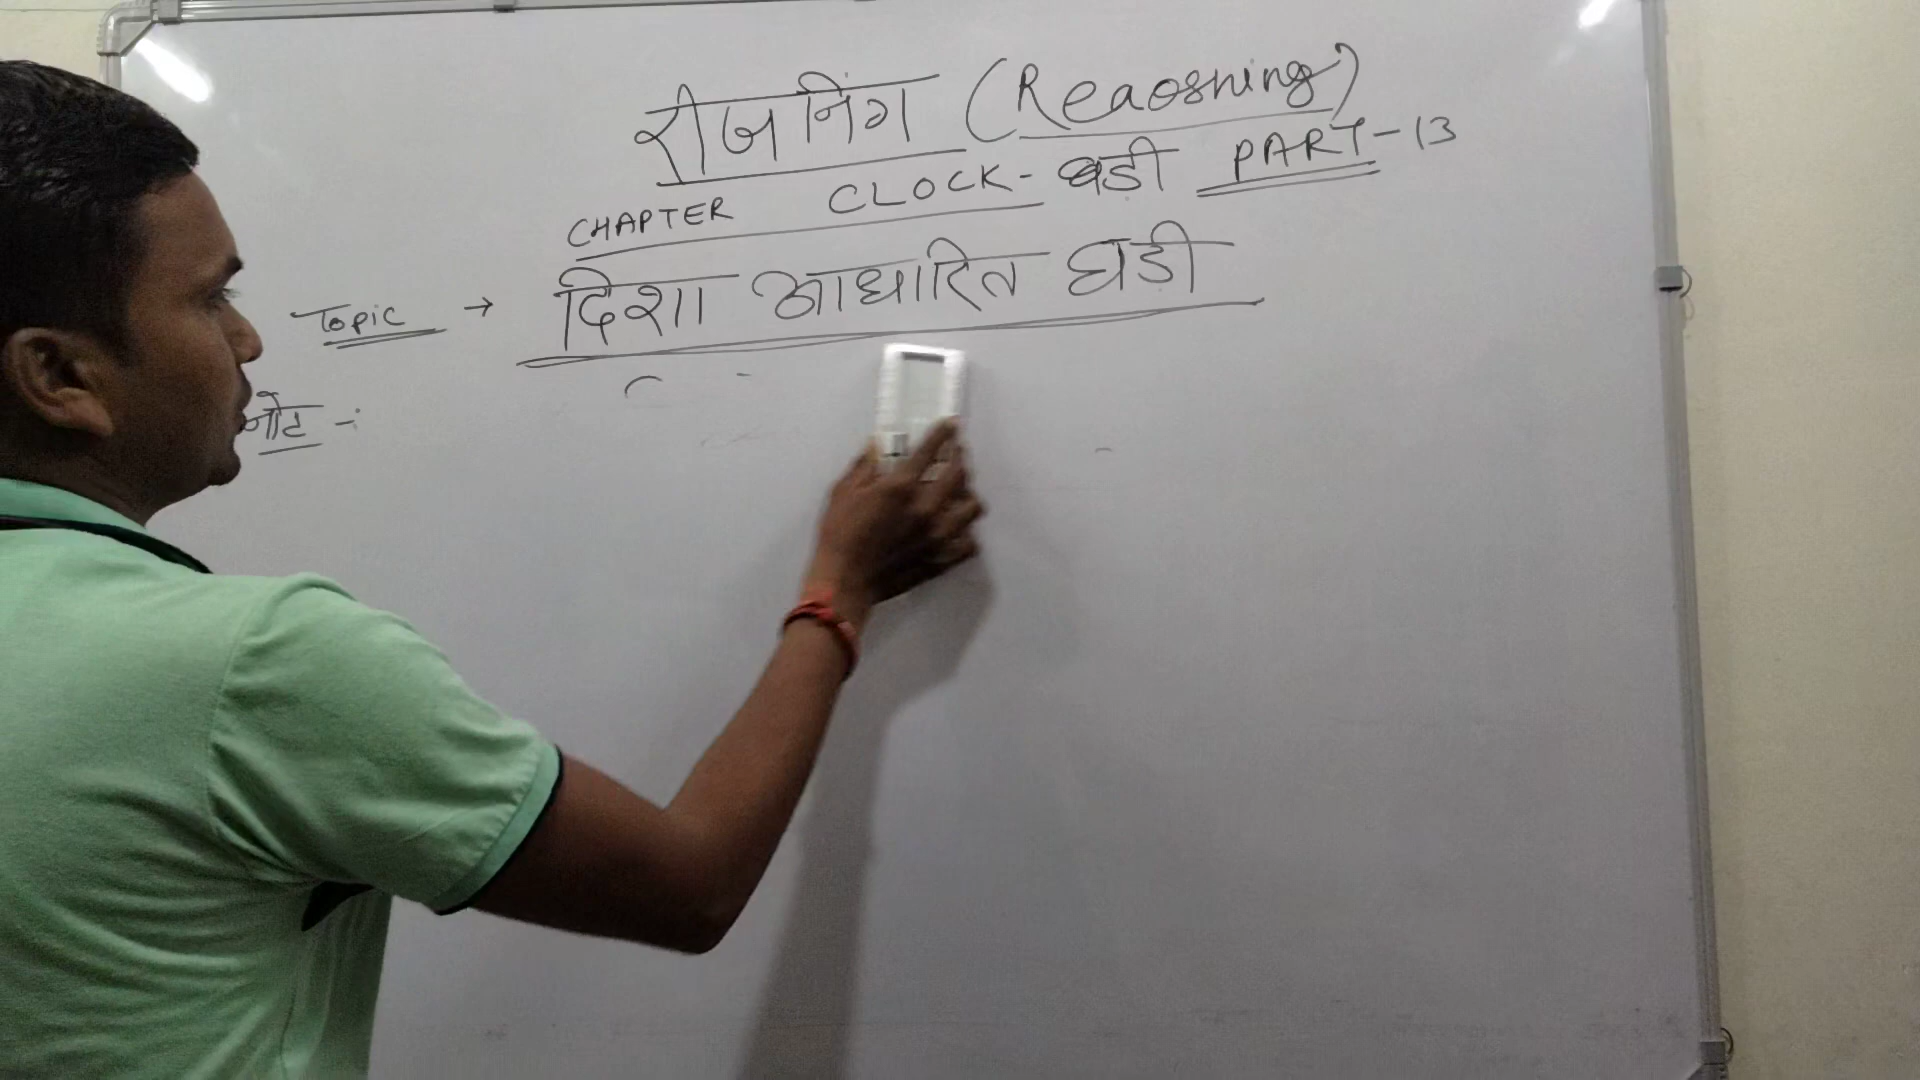 रीजनिंग (Reaosning)
CHAPTER CLOCK - घड़ी PART-13
Topic → दिशा आधारित घड़ी
नोट -: